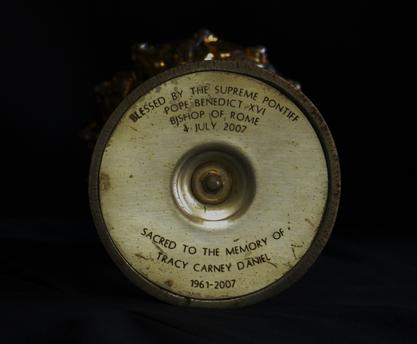 BLESSED BY THE SUPREME PONTIFF
POPE BENEDICT XVI
BISHOP OF ROME
4 JULY 2007
SACRED TO THE MEMORY OF
TRACY CARNEY DANIEL
1961-2007